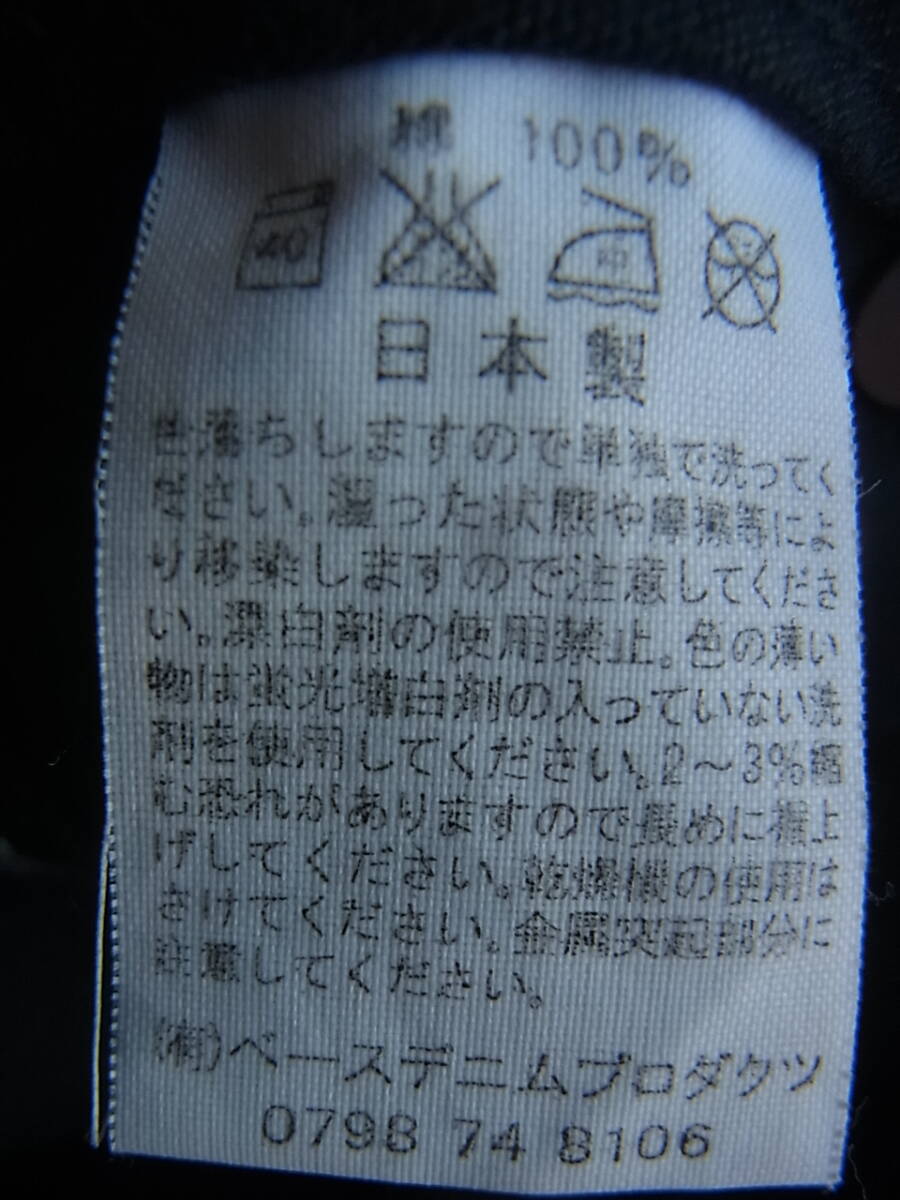 綿 100%
40 エンソサラシ 中
日本製
色落ちしますので単独で洗ってく
ださい。湿った状態や摩擦等によ
り移染しますので注意してくださ
い。漂白剤の使用禁止。色の薄い
物は蛍光増白剤の入っていない洗
剤を使用してください。2〜3%縮
む恐れがありますので長めに裾上
げしてください。乾燥機の使用は
さけてください。金属突起部分に
注意してください。
(有)ベースデニムプロダクツ
0798 74 8106